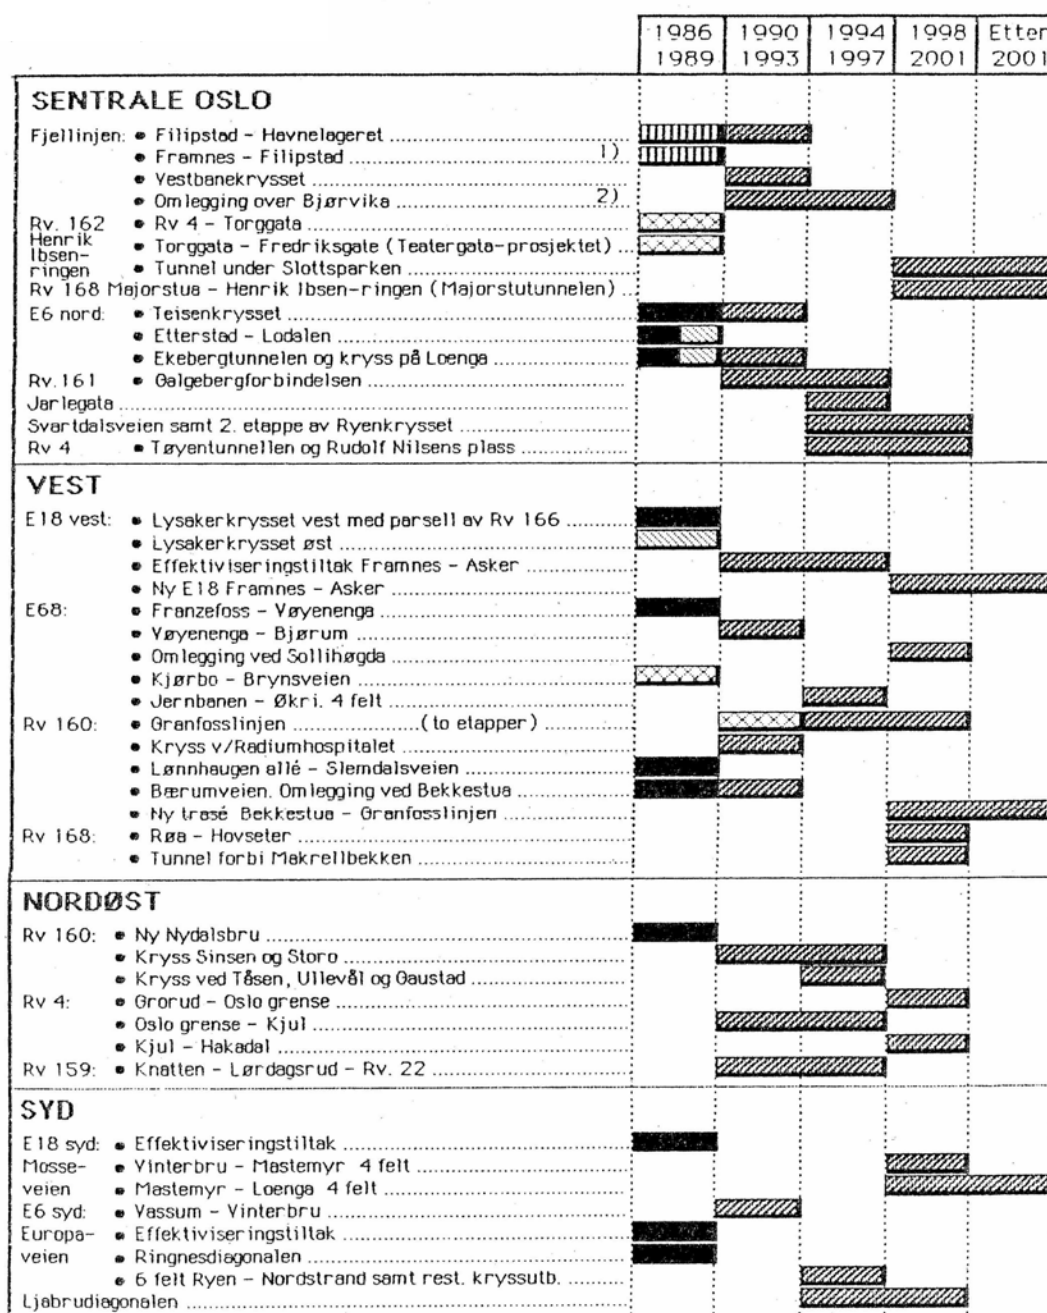 1986 1990 1994 1998 Etter
1989 1993 1997 2001 2001
SENTRALE OSLO
Fjellinjen: • Filipstad - Havnelageret
• Framnes - Filipstad 1)
• Vestbanekrysset
• Omlegging over Bjørvika 2)
Rv. 162 • Rv 4 - Torggata
Henrik Ibsen-ringen • Torggata - Fredriksgate (Teatergata-prosjektet)
• Tunnel under Slottsparken
Rv 168 Majorstua - Henrik Ibsen-ringen (Majorstutunnelen)
E6 nord: • Teisenkrysset
• Etterstad - Lodalen
• Ekebergtunnelen og kryss på Loenga
Rv. 161 • Galgebergforbindelsen
Jarlegata
Svartdalsveien samt 2. etappe av Ryenkrysset
Rv 4 • Tøyentunnellen og Rudolf Nilsens plass
VEST
E18 vest: • Lysakerkrysset vest med parsell av Rv 166
• Lysakerkrysset øst
• Effektiviseringstiltak Framnes - Asker
• Ny E18 Framnes - Asker
E68: • Franzefoss - Vøyenenga
• Vøyenenga - Bjørum
• Omlegging ved Sollihøgda
• Kjørbo - Brynsveien
• Jernbanen - Økri. 4 felt
Rv 160: • Granfosslinjen (to etapper)
• Kryss v/Radiumhospitalet
• Lønnhaugen allé - Slemdalsveien
• Bærumveien. Omlegging ved Bekkestua
• Ny trasé Bekkestua - Granfosslinjen
Rv 168: • Røa - Hovseter
• Tunnel forbi Makrellbekken
NORDØST
Rv 160: • Ny Nydalsbru
• Kryss Sinsen og Storo
• Kryss ved Tåsen, Ullevål og Gaustad
Rv 4: • Grorud - Oslo grense
• Oslo grense - Kjul
• Kjul - Hakadal
Rv 159: • Knatten - Lørdagsrud - Rv. 22
SYD
E18 syd: • Effektiviseringstiltak
Mosse- • Vinterbru - Mastemyr 4 felt
veien • Mastemyr - Loenga 4 felt
E6 syd: • Vassum - Vinterbru
Europa- • Effektiviseringstiltak
veien • Ringnesdiagonalen
• 6 felt Ryen - Nordstrand samt rest. kryssutb.
Ljabrudiagonalen